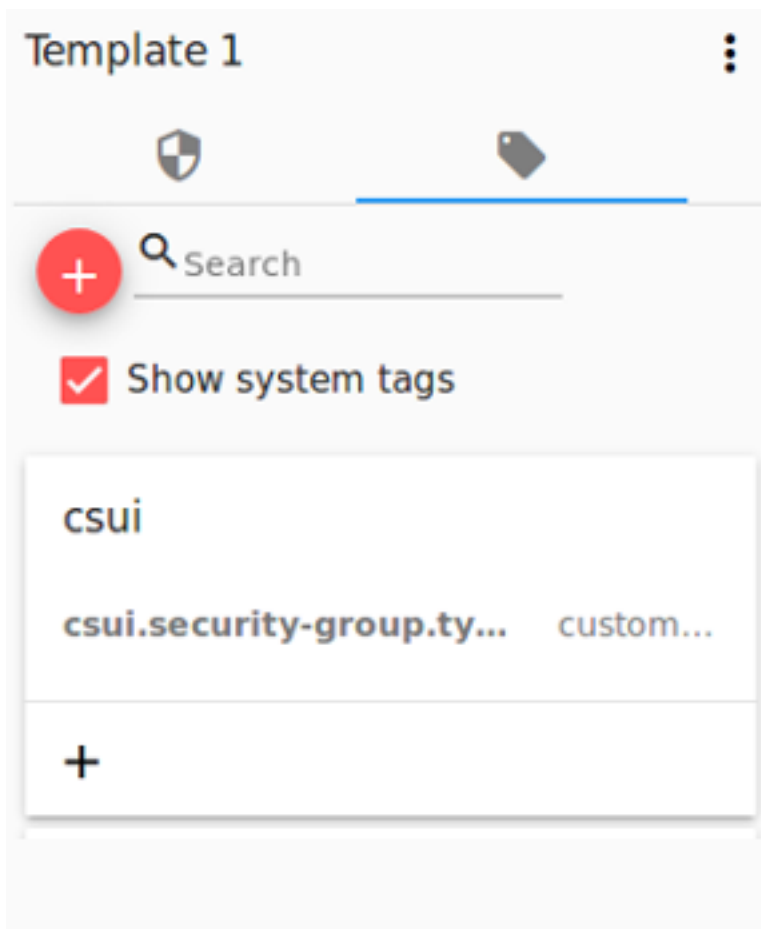 Template 1
Search
Show system tags
csui
csui.security-group.ty... custom...